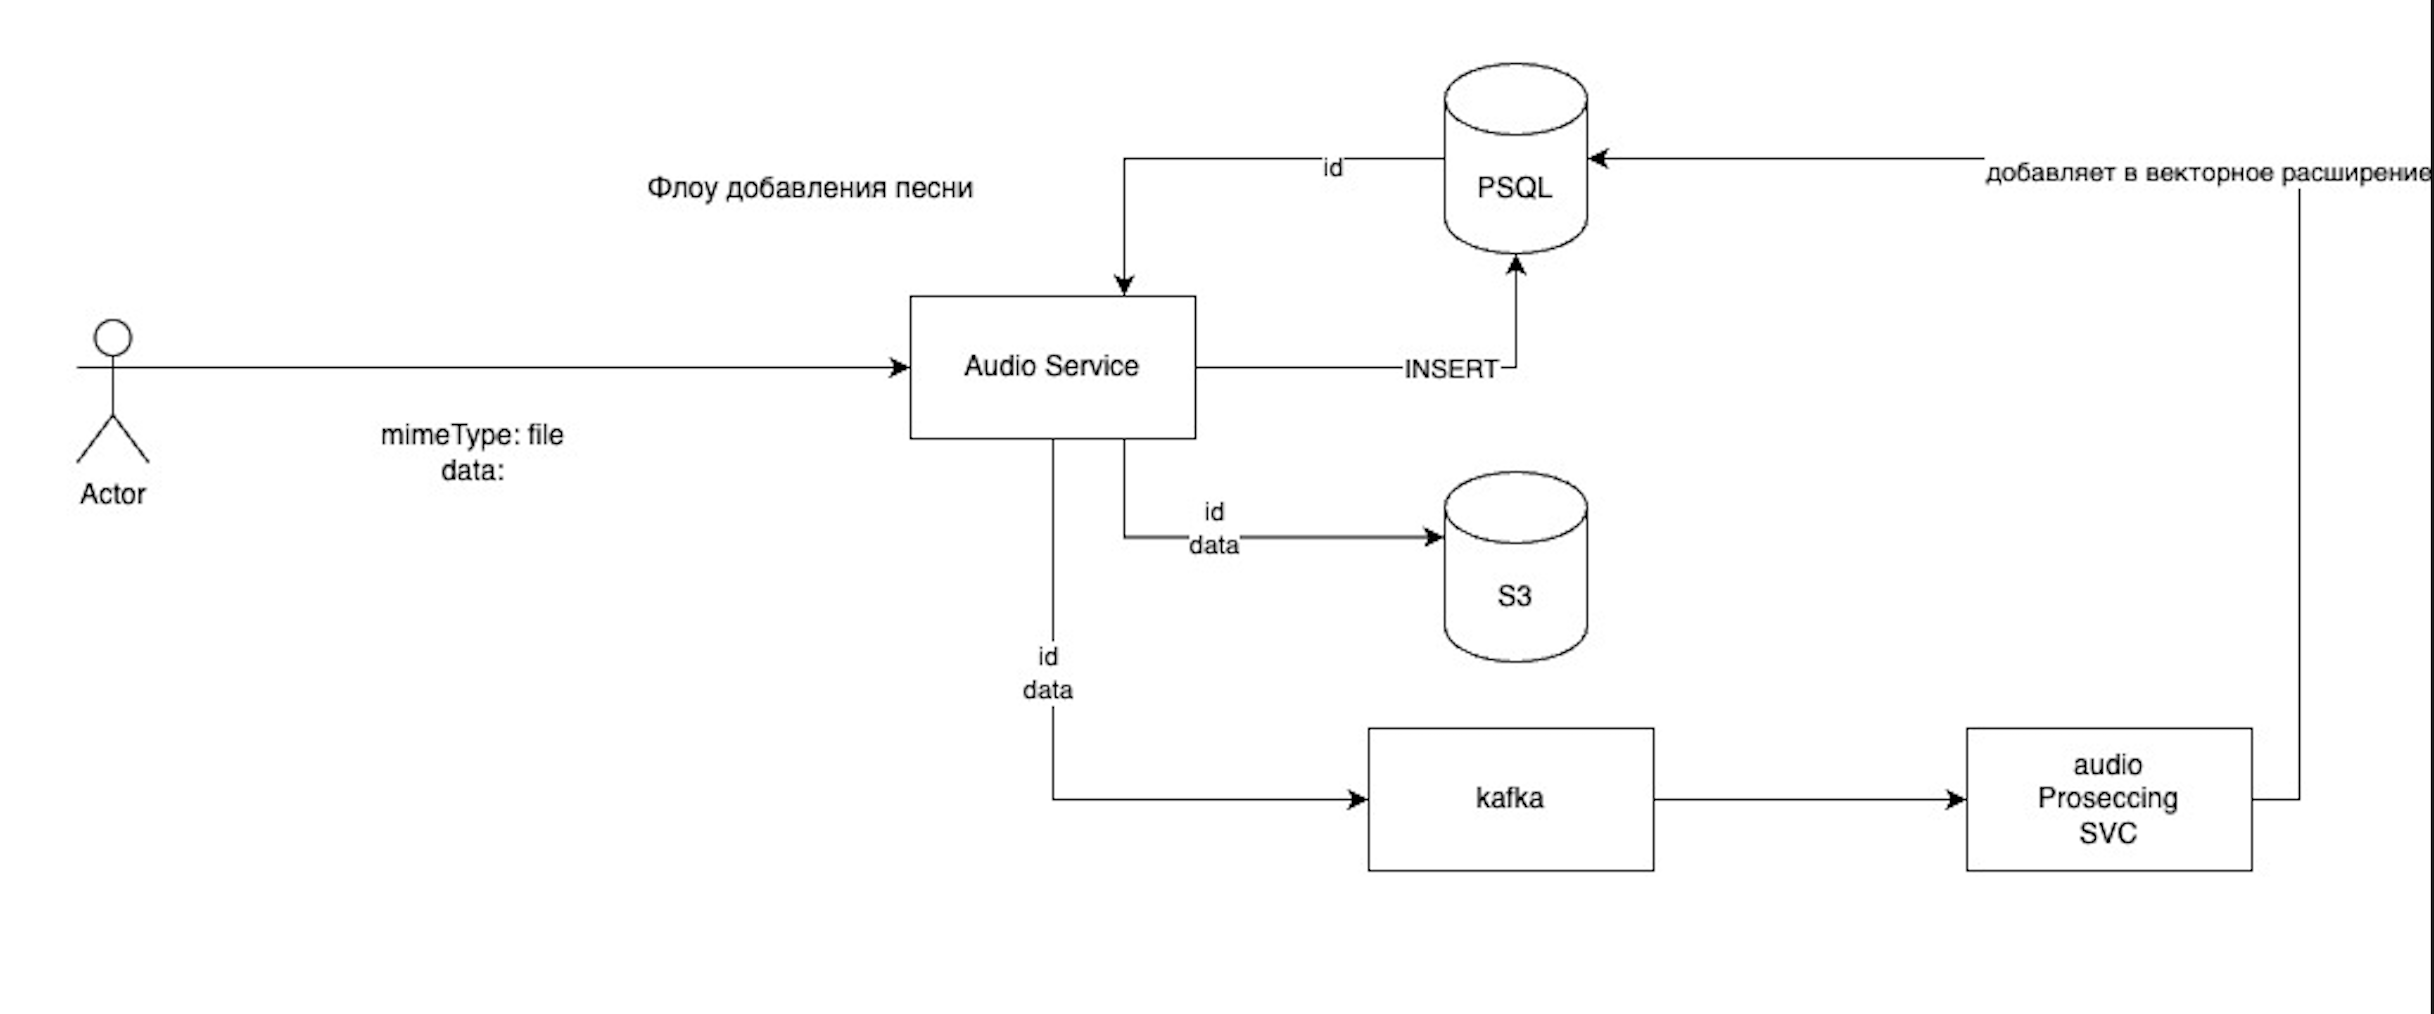 Флоу добавления песни
id
PSQL
добавляет в векторное расширение
Audio Service
INSERT
mimeType: file
data:
Actor
id
data
S3
id
data
kafka
audio
Proseccing
SVC